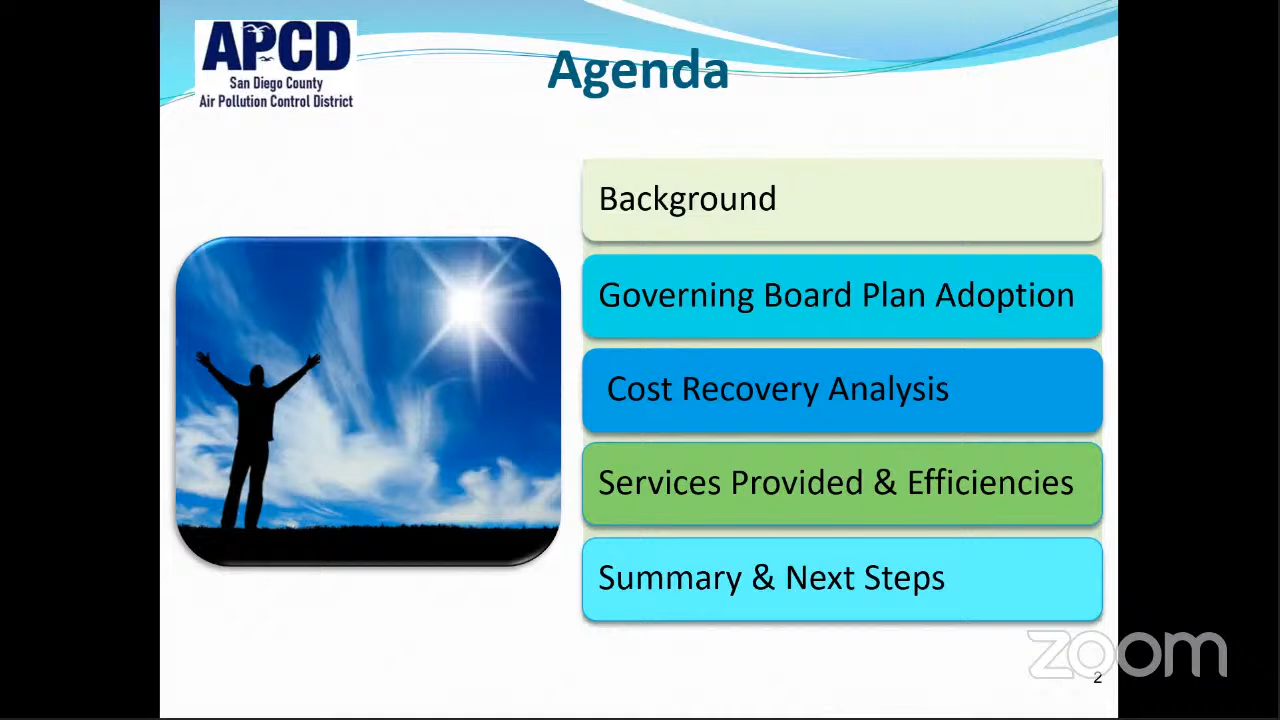 APCD
San Diego County
Air Pollution Control District
Agenda
Background
Governing Board Plan Adoption
Cost Recovery Analysis
Services Provided & Efficiencies
Summary & Next Steps
zoom
2